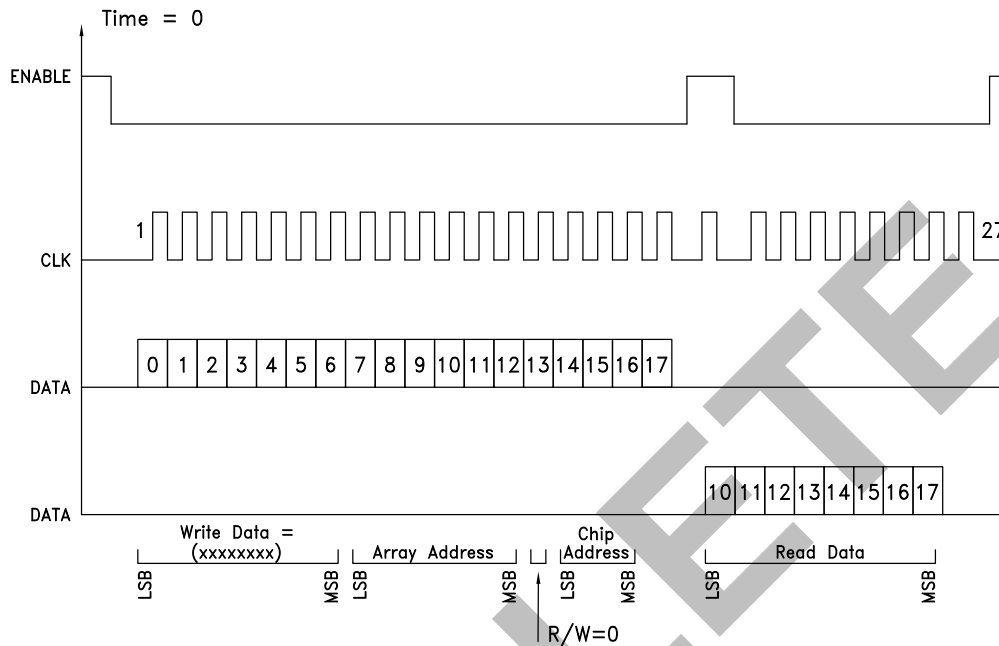 Time = 0
ENABLE
1
27
CLK
0 1 2 3 4 5 6 7 8 9 10 11 12 13 14 15 16 17
DATA
10 11 12 13 14 15 16 17
DATA
Write Data =
(xxxxxxxx)
Array Address
Chip
Address
Read Data
LSB MSB LSB MSB LSB MSB LSB MSB
R/W=0
LETE